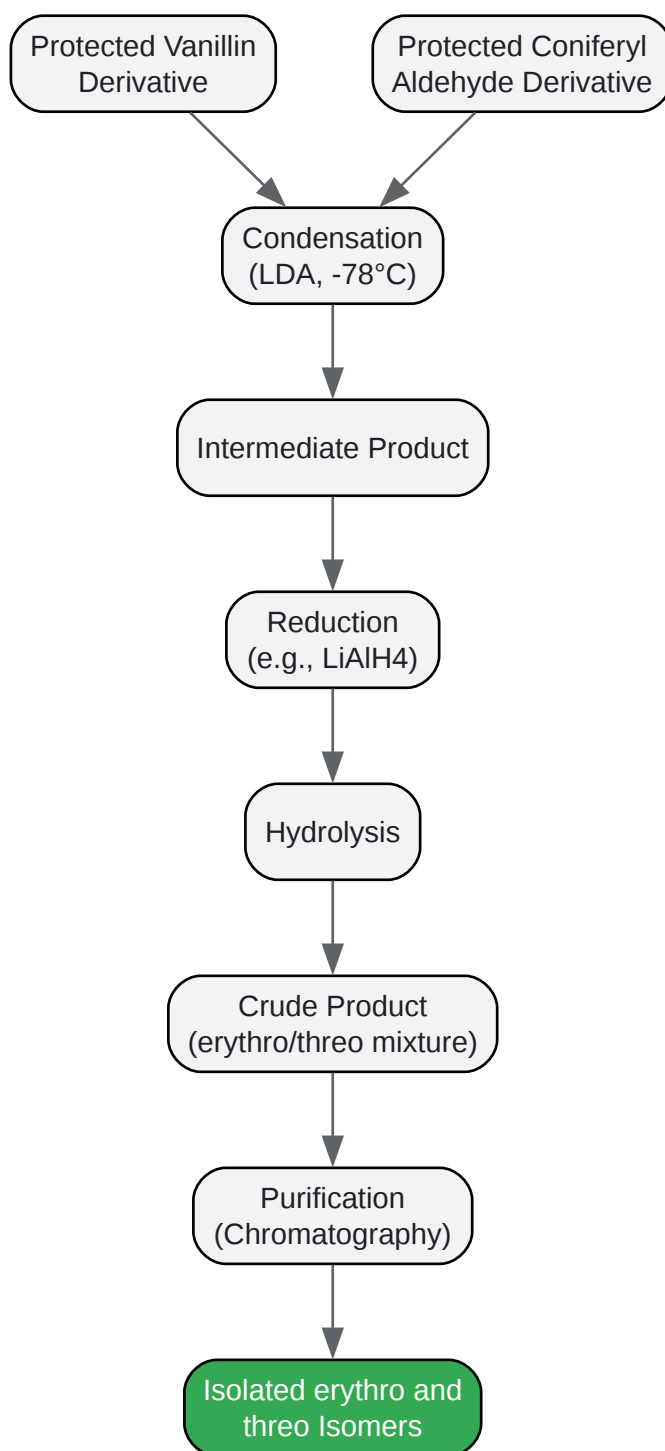 Protected Vanillin
Derivative
Protected Coniferyl
Aldehyde Derivative
Condensation
(LDA, -78°C)
Intermediate Product
Reduction
(e.g., LiAlH4)
Hydrolysis
Crude Product
(erythro/threo mixture)
Purification
(Chromatography)
Isolated erythro and
threo Isomers